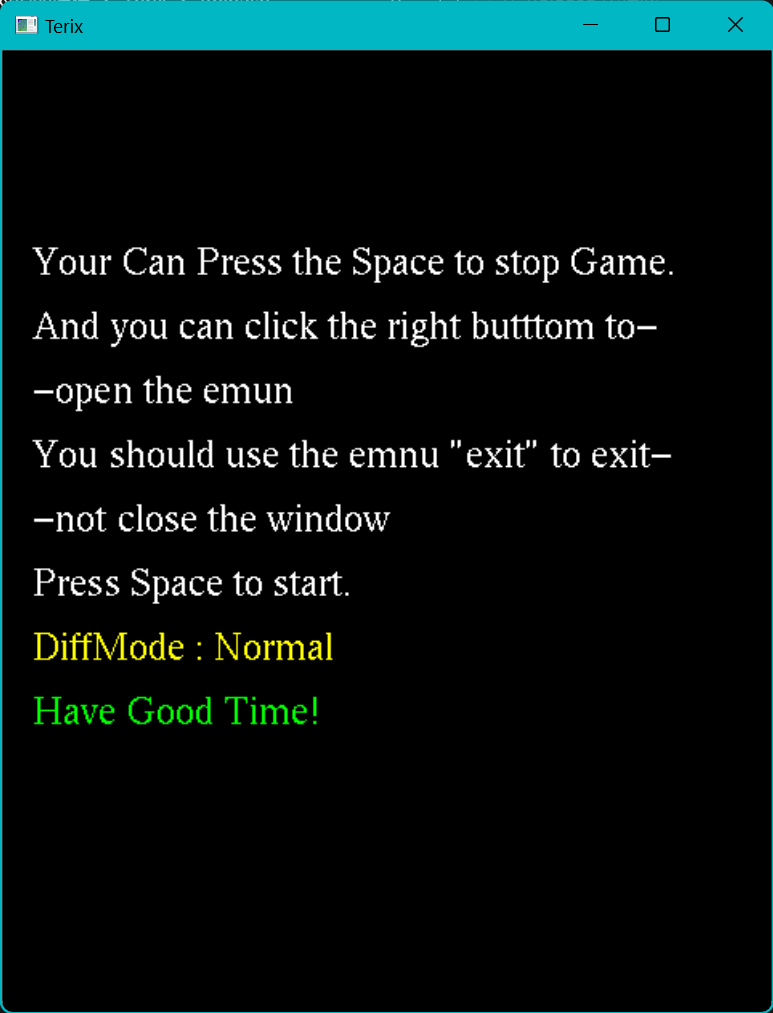 Terix
Your Can Press the Space to stop Game.
And you can click the right butttom to−
−open the emun
You should use the emnu "exit" to exit−
−not close the window
Press Space to start.
DiffMode : Normal
Have Good Time!